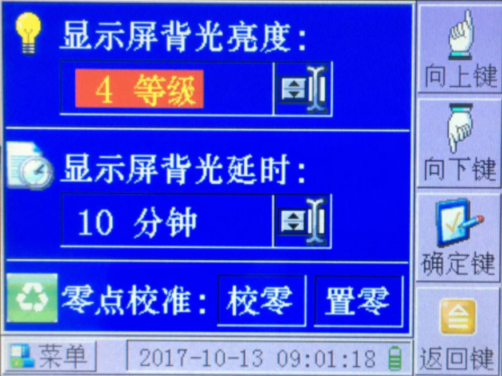 显示屏背光亮度:
4 等级
向上键
显示屏背光延时:
向下键
10 分钟
确定键
零点校准: 校零 置零
菜单 2017-10-13 09:01:18 返回键